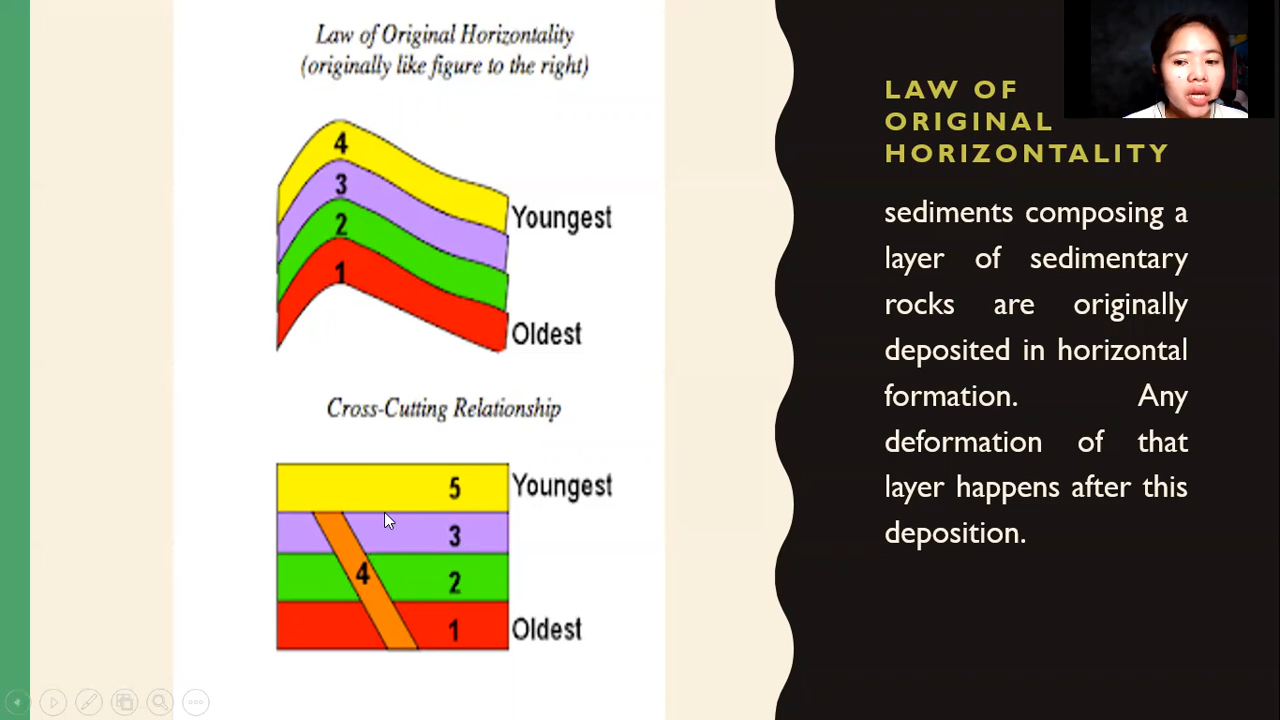 Law of Original Horizontality
(originally like figure to the right)
4
3
2
1
Youngest
Oldest
Cross-Cutting Relationship
5
Youngest
3
4
2
1
Oldest
LAW OF
ORIGINAL
HORIZONTALITY
sediments composing a
layer of sedimentary
rocks are originally
deposited in horizontal
formation. Any
deformation of that
layer happens after this
deposition.